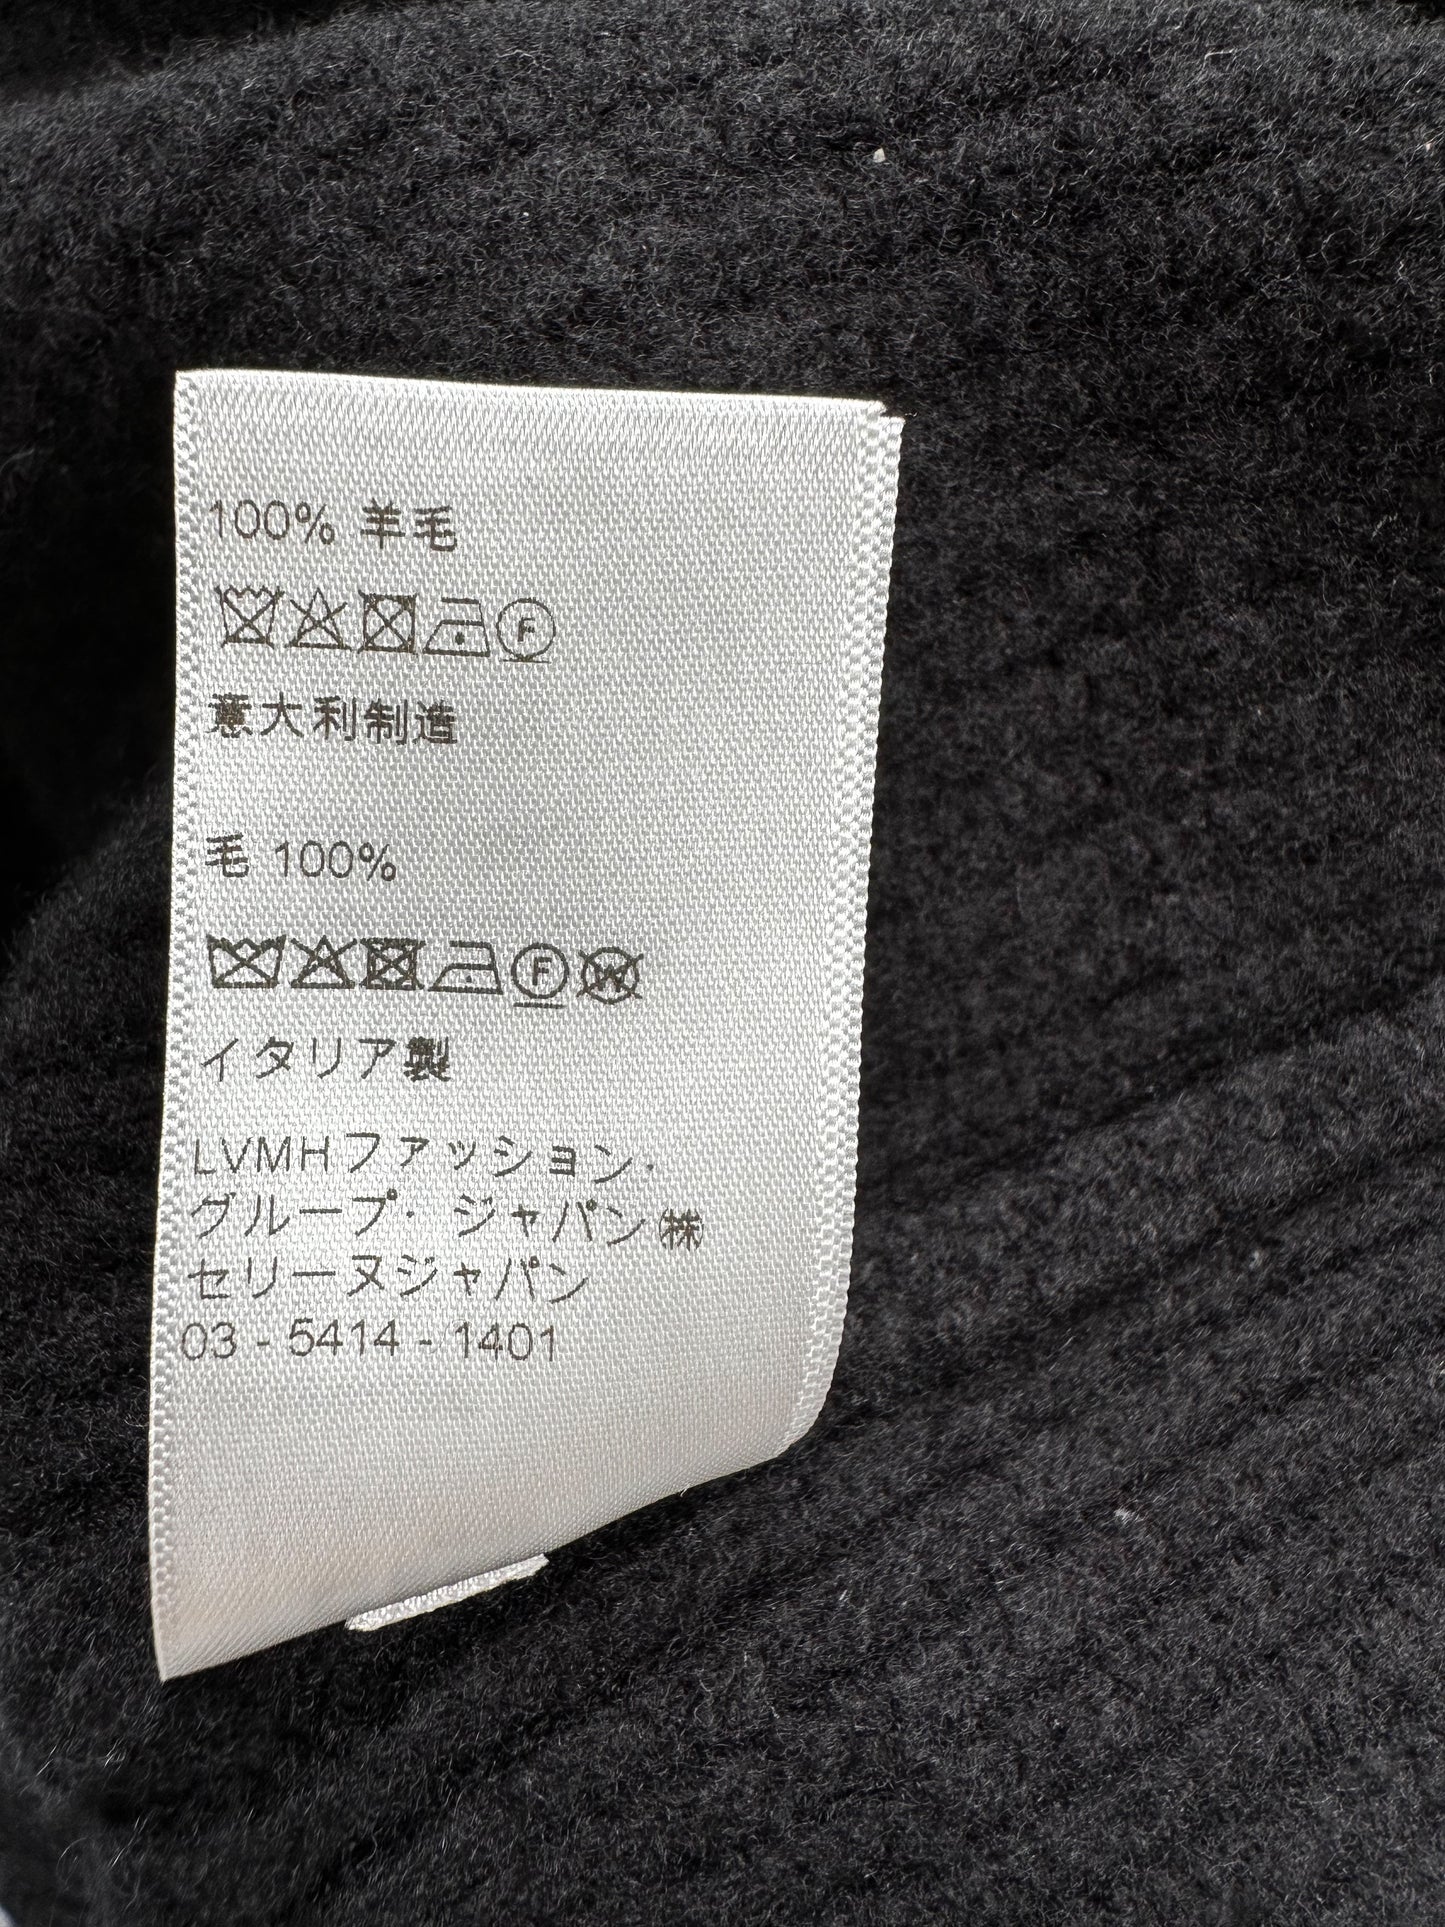 100% 羊毛
F
意大利制造
毛 100%
F W
イタリア製
LVMHファッション・
グループ・ ジャパン㈱
セリーヌジャパン
03 - 5414 - 1401